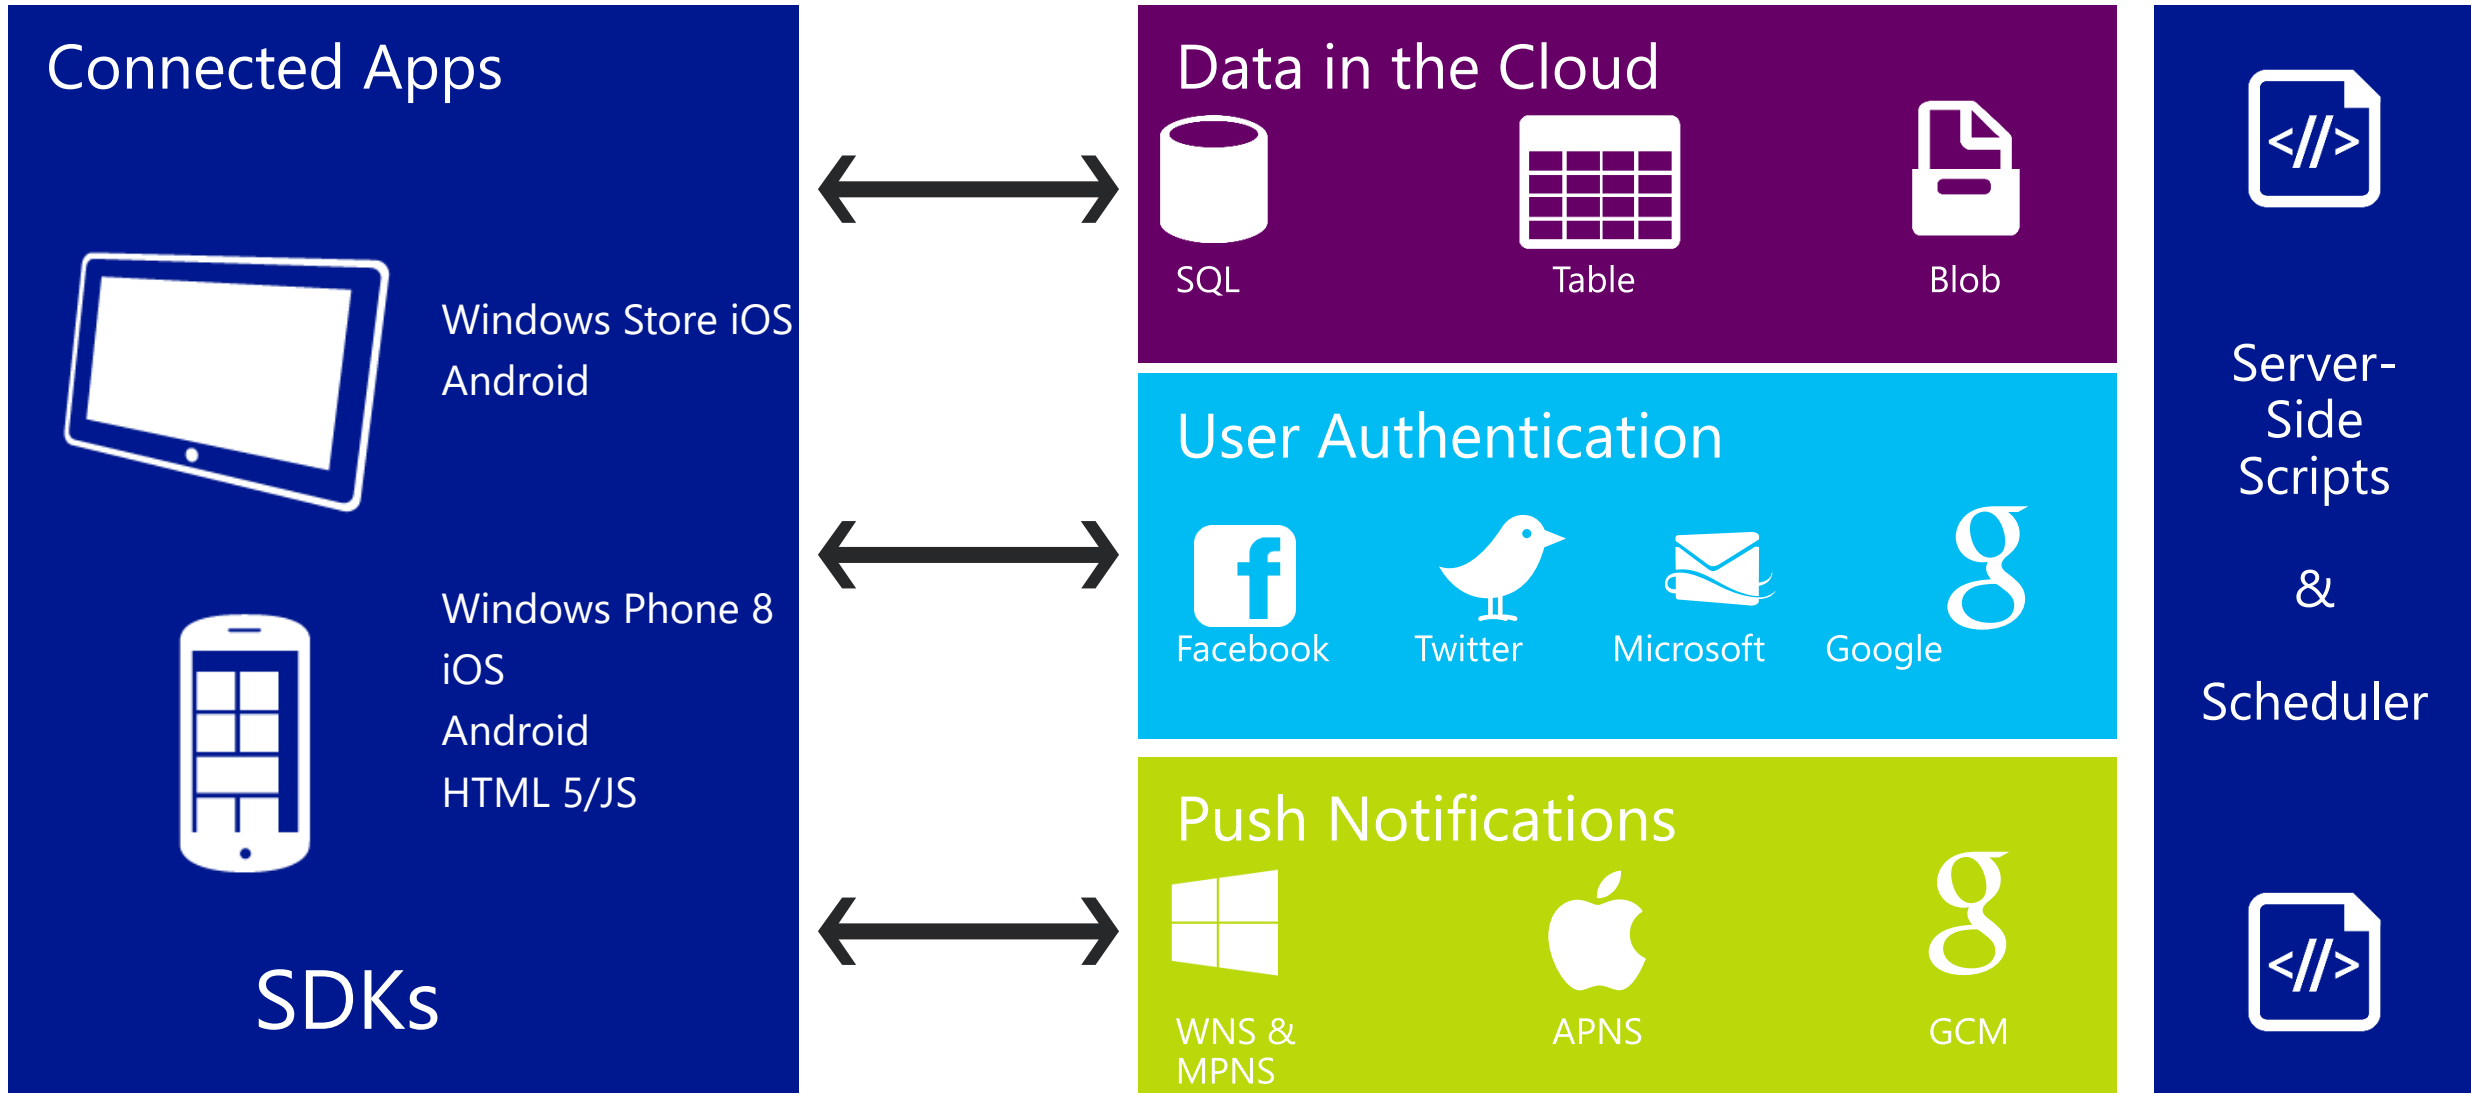 Connected Apps
Windows Store iOS
Android
Windows Phone 8
iOS
Android
HTML 5/JS
SDKs
Data in the Cloud
SQL
Table
Blob
User Authentication
Facebook
Twitter
Microsoft
Google
Push Notifications
WNS &
MPNS
APNS
GCM
<//>
Server-
Side
Scripts
&
Scheduler
<//>